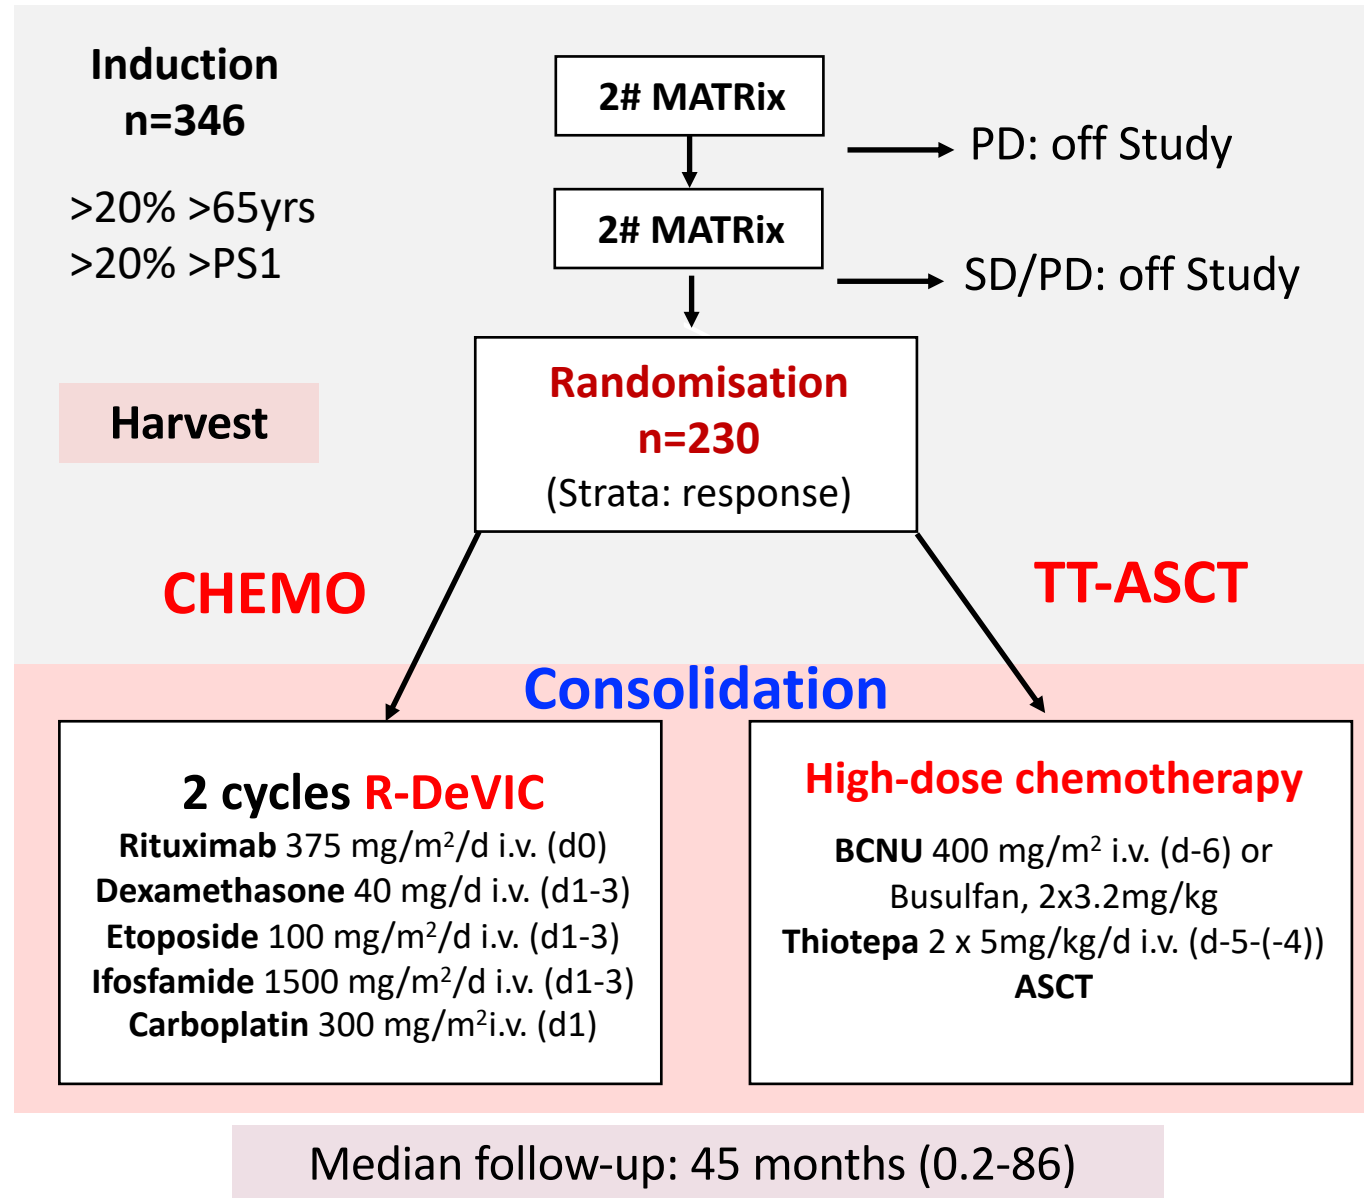 Induction
n=346
>20% >65yrs
>20% >PS1
2# MATRix
PD: off Study
2# MATRix
SD/PD: off Study
Harvest
Randomisation
n=230
(Strata: response)
CHEMO
TT-ASCT
Consolidation
2 cycles R-DeVIC
Rituximab 375 mg/m²/d i.v. (d0)
Dexamethasone 40 mg/d i.v. (d1-3)
Etoposide 100 mg/m²/d i.v. (d1-3)
Ifosfamide 1500 mg/m²/d i.v. (d1-3)
Carboplatin 300 mg/m²i.v. (d1)
High-dose chemotherapy
BCNU 400 mg/m² i.v. (d-6) or
Busulfan, 2x3.2mg/kg
Thiotepa 2 x 5mg/kg/d i.v. (d-5-(-4))
ASCT
Median follow-up: 45 months (0.2-86)